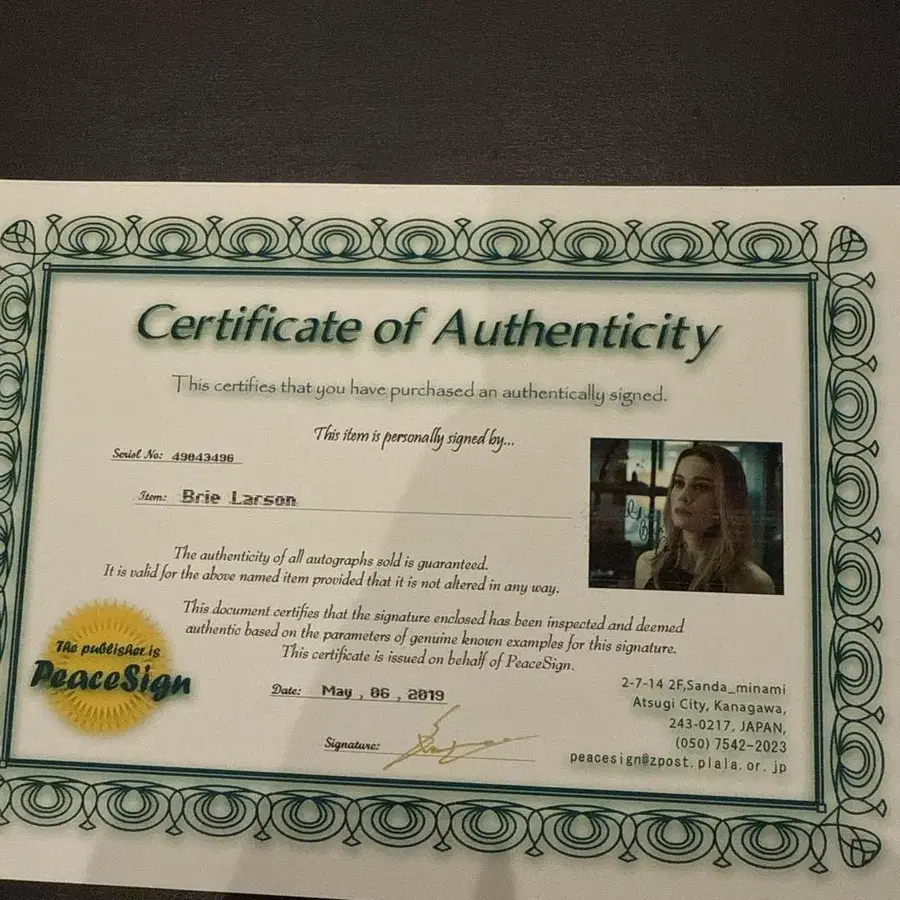 Certificate of Authenticity
This certifies that you have purchased an authentically signed.
This item is personally signed by...
Serial No: 49043496
Item: Brie Larson
The authenticity of all autographs sold is guaranteed.
It is valid for the above named item provided that it is not altered in any way.
This document certifies that the signature enclosed has been inspected and deemed
authentic based on the parameters of genuine known examples for this signature.
This certificate is issued on behalf of PeaceSign.
The publisher is
PeaceSign
Date: May , 06 , 2019
Signature:
2-7-14 2F,Sanda_minami
Atsugi City, Kanagawa,
243-0217, JAPAN,
(050) 7542-2023
peacesign@zpost.plala.or.jp